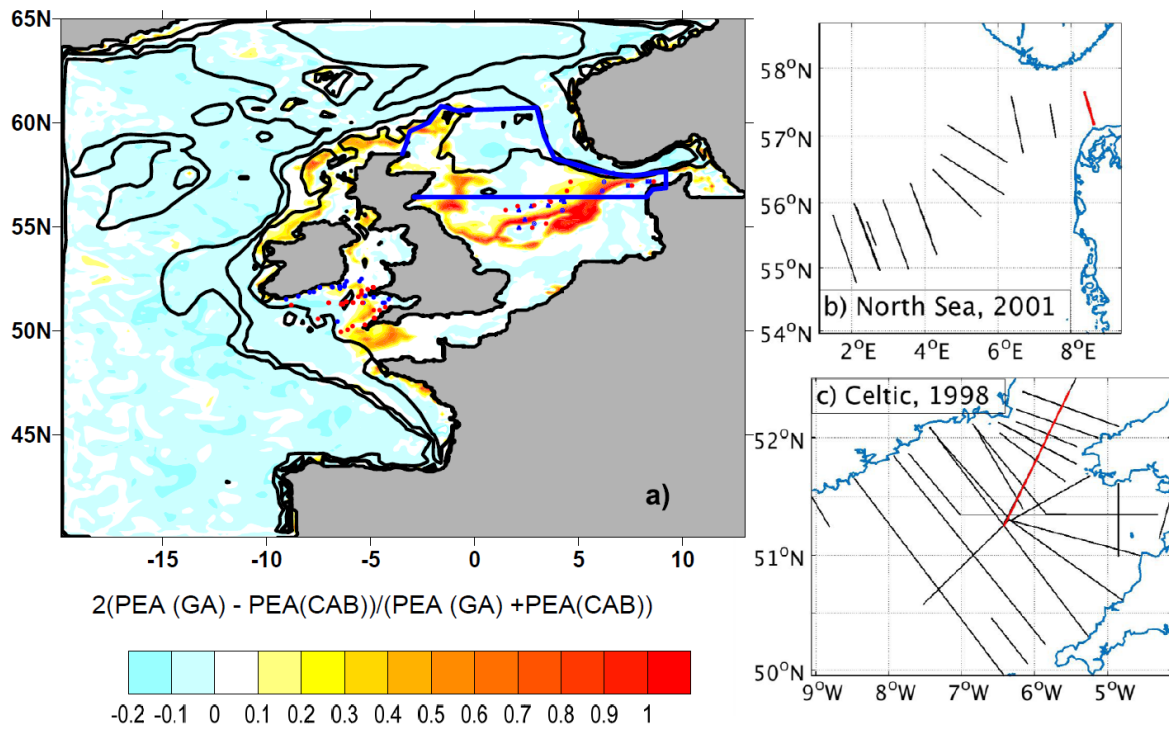 65N
60N
55N
50N
45N
-15
-10
-5
0
5
10
a)
2(PEA (GA) - PEA(CAB))/(PEA (GA) +PEA(CAB))
-0.2 -0.1 0 0.1 0.2 0.3 0.4 0.5 0.6 0.7 0.8 0.9 1
58°N
57°N
56°N
55°N
54°N
b) North Sea, 2001
2°E 4°E 6°E 8°E
c) Celtic, 1998
52°N
51°N
50°N
9°W 8°W 7°W 6°W 5°W